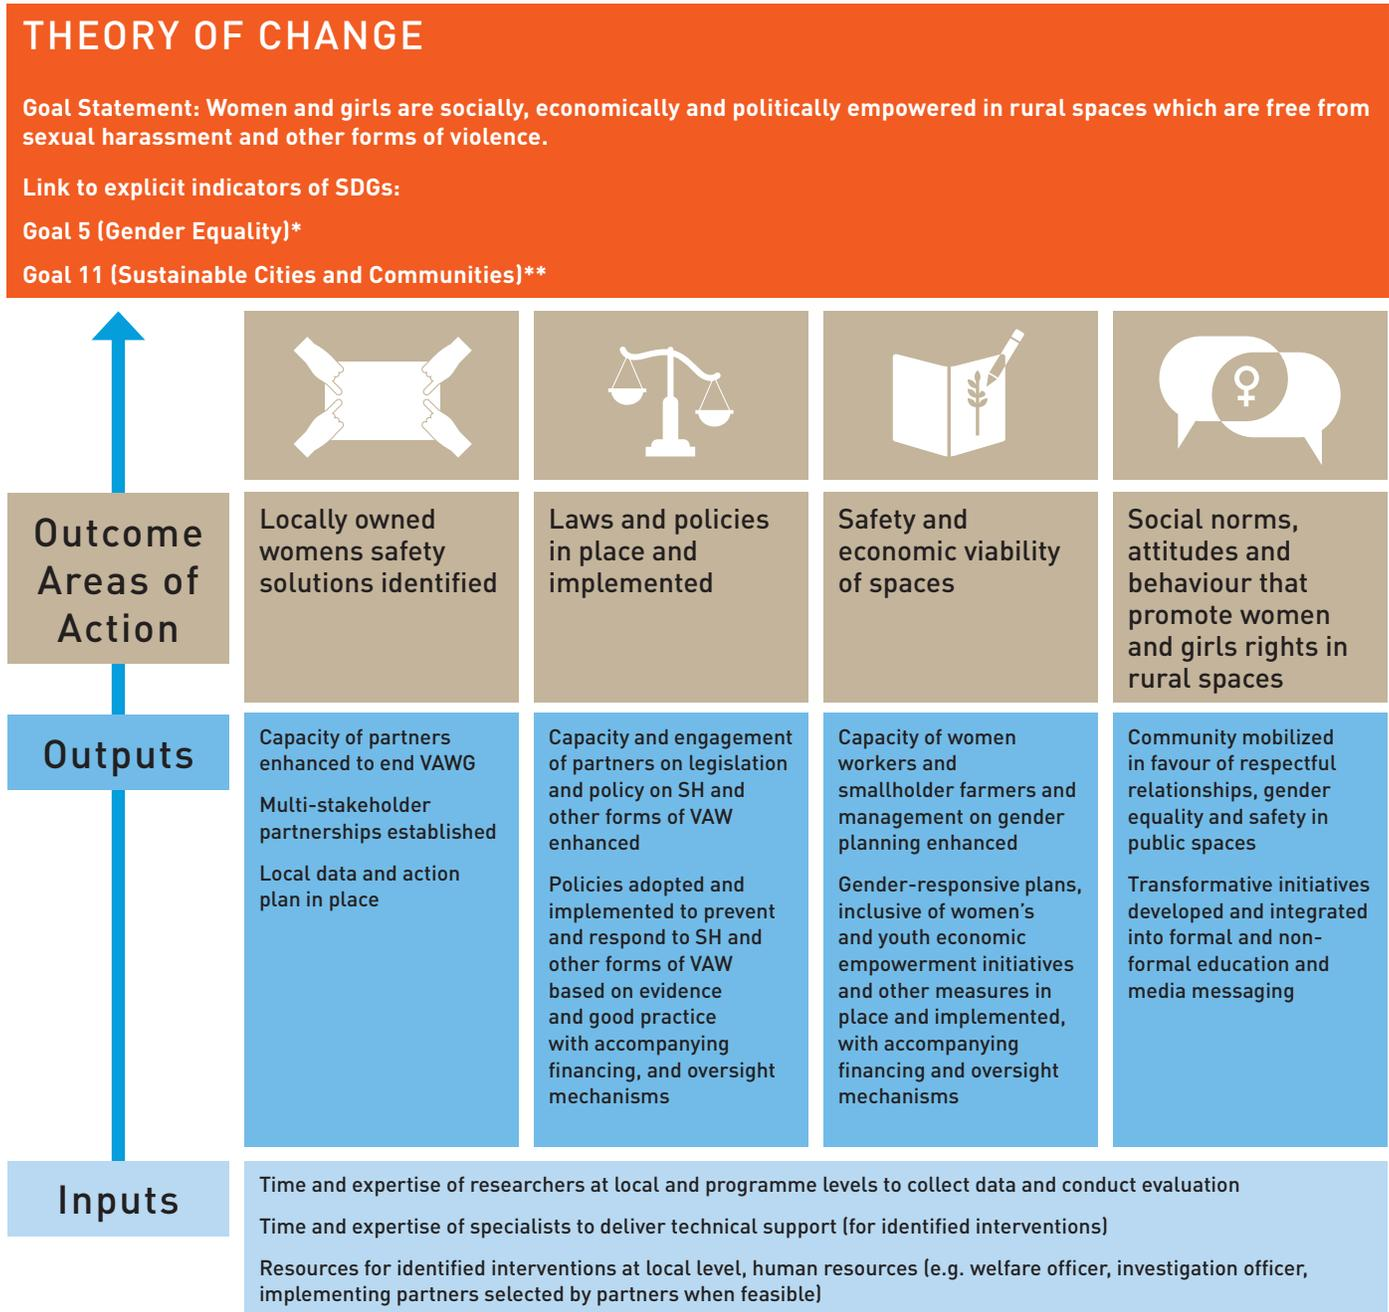 THEORY OF CHANGE
Goal Statement: Women and girls are socially, economically and politically empowered in rural spaces which are free from
sexual harassment and other forms of violence.
Link to explicit indicators of SDGs:
Goal 5 (Gender Equality)*
Goal 11 (Sustainable Cities and Communities)**
Outcome
Areas of
Action
Locally owned
womens safety
solutions identified
Laws and policies
in place and
implemented
Safety and
economic viability
of spaces
Social norms,
attitudes and
behaviour that
promote women
and girls rights in
rural spaces
Outputs
Capacity of partners
enhanced to end VAWG
Multi-stakeholder
partnerships established
Local data and action
plan in place
Capacity and engagement
of partners on legislation
and policy on SH and
other forms of VAW
enhanced
Policies adopted and
implemented to prevent
and respond to SH and
other forms of VAW
based on evidence
and good practice
with accompanying
financing, and oversight
mechanisms
Capacity of women
workers and
smallholder farmers and
management on gender
planning enhanced
Gender-responsive plans,
inclusive of women’s
and youth economic
empowerment initiatives
and other measures in
place and implemented,
with accompanying
financing and oversight
mechanisms
Community mobilized
in favour of respectful
relationships, gender
equality and safety in
public spaces
Transformative initiatives
developed and integrated
into formal and non-
formal education and
media messaging
Inputs
Time and expertise of researchers at local and programme levels to collect data and conduct evaluation
Time and expertise of specialists to deliver technical support (for identified interventions)
Resources for identified interventions at local level, human resources (e.g. welfare officer, investigation officer,
implementing partners selected by partners when feasible)